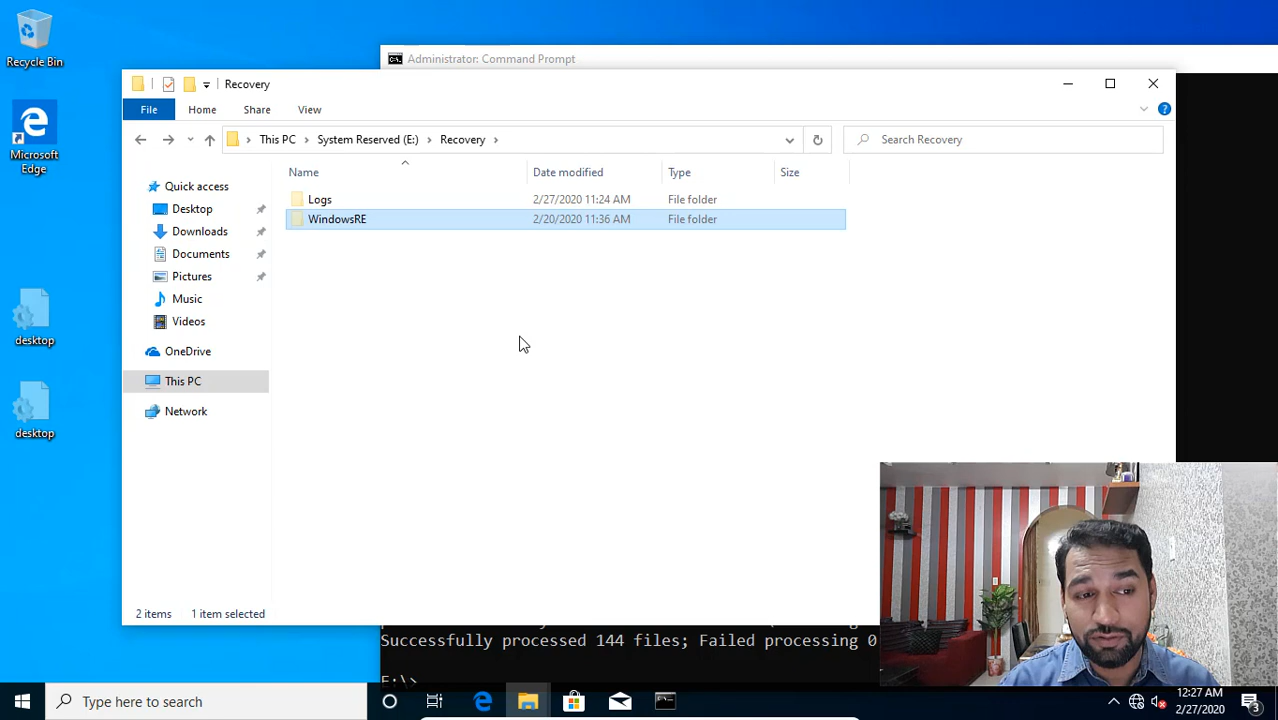 Recycle Bin
Microsoft
Edge
desktop
desktop
Administrator: Command Prompt
Recovery
File Home Share View
This PC System Reserved (E:) Recovery
Search Recovery
Name Date modified Type Size
Logs 2/27/2020 11:24 AM File folder
WindowsRE 2/20/2020 11:36 AM File folder
Quick access
Desktop
Downloads
Documents
Pictures
Music
Videos
OneDrive
This PC
Network
2 items 1 item selected
Successfully processed 144 files; Failed processing 0
E:\>
Type here to search
12:27 AM
2/27/2020
3